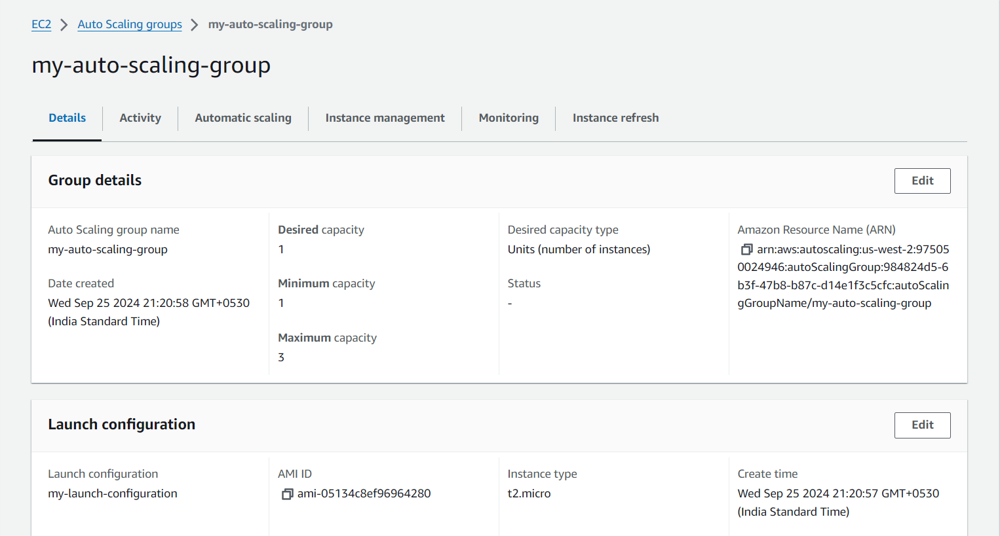 EC2 > Auto Scaling groups > my-auto-scaling-group
my-auto-scaling-group
Details
Activity
Automatic scaling
Instance management
Monitoring
Instance refresh
Group details
Edit
Auto Scaling group name
my-auto-scaling-group
Date created
Wed Sep 25 2024 21:20:58 GMT+0530
(India Standard Time)
Desired capacity
1
Minimum capacity
1
Maximum capacity
3
Desired capacity type
Units (number of instances)
Status
-
Amazon Resource Name (ARN)
arn:aws:autoscaling:us-west-2:97505
0024946:autoScalingGroup:984824d5-6
b3f-47b8-b87c-d14e1f3c5cfc:autoScalin
gGroupName/my-auto-scaling-group
Launch configuration
Edit
Launch configuration
my-launch-configuration
AMI ID
ami-05134c8ef96964280
Instance type
t2.micro
Create time
Wed Sep 25 2024 21:20:57 GMT+0530
(India Standard Time)